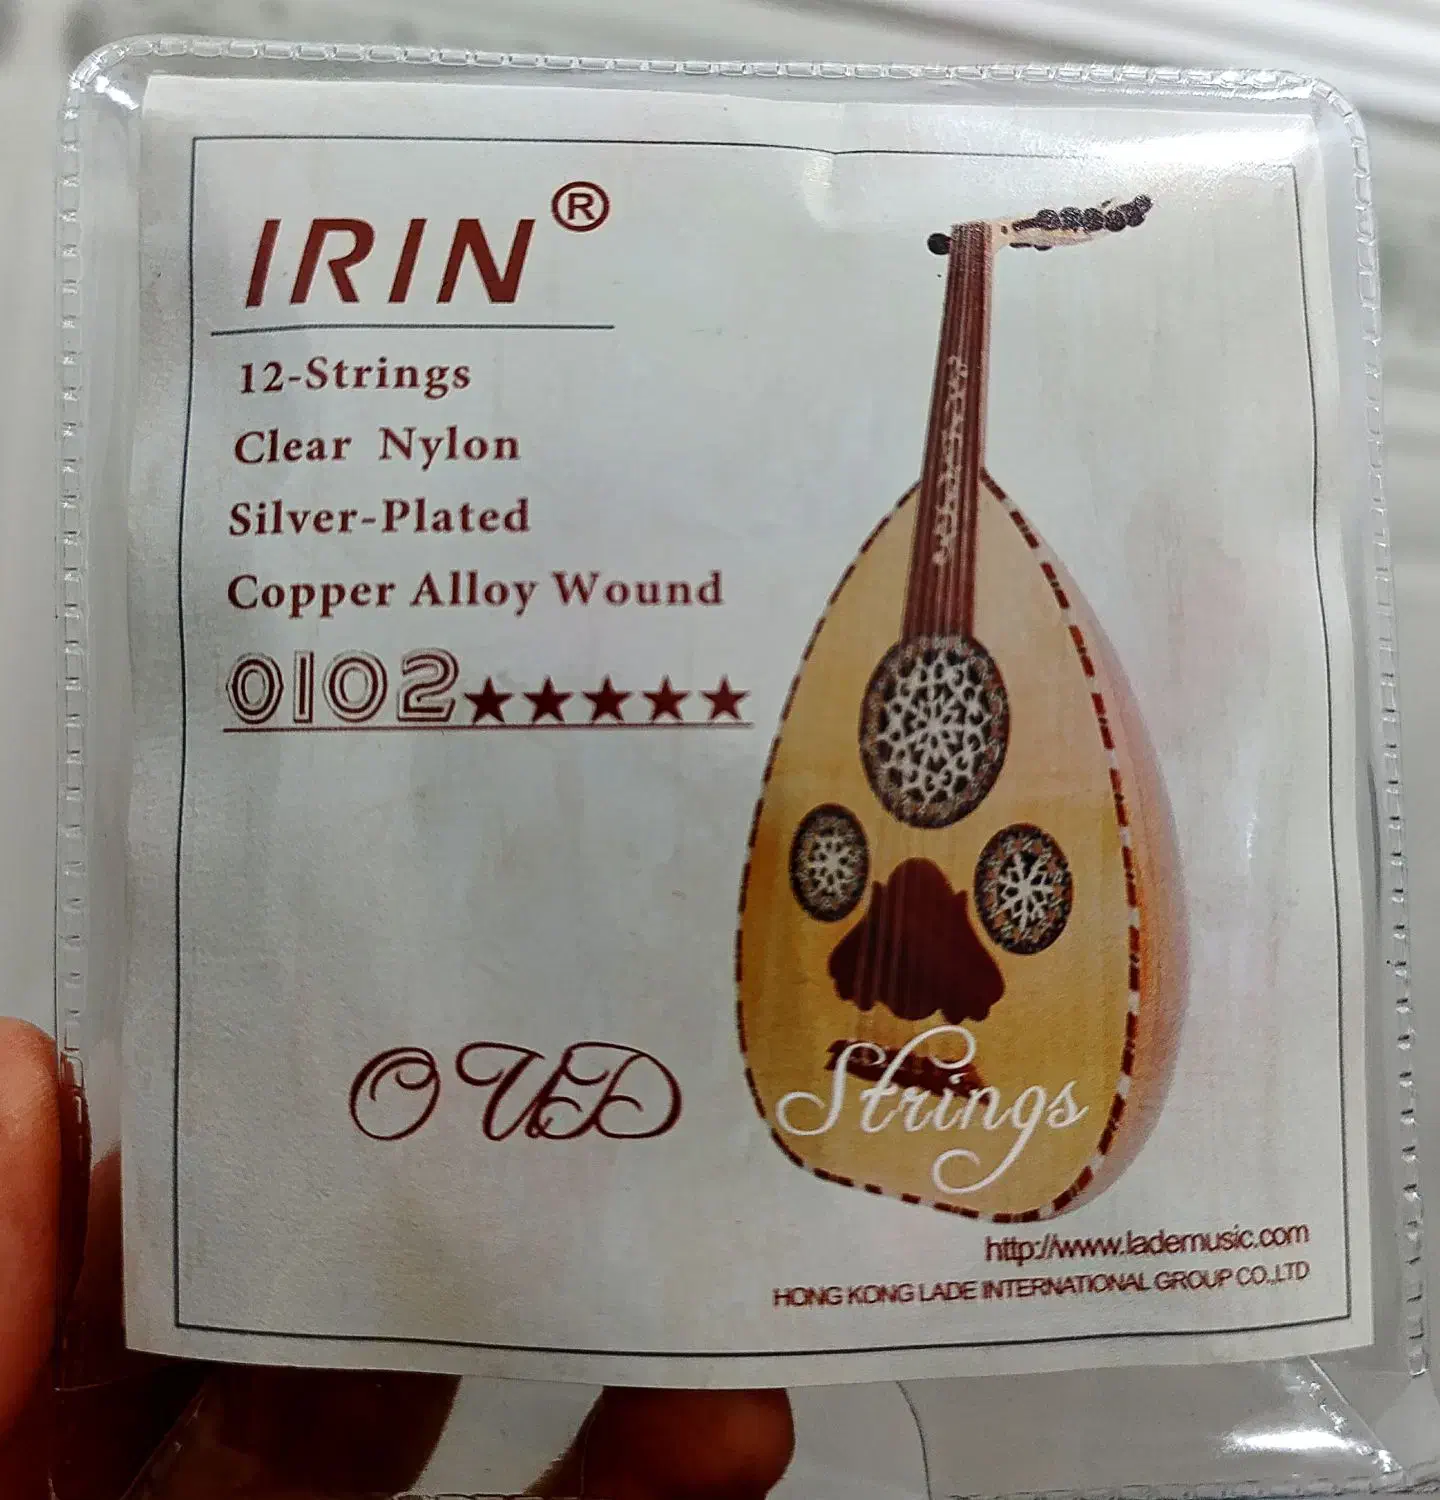 IRIN®
12-Strings
Clear Nylon
Silver-Plated
Copper Alloy Wound
0102★★★★★
OUD Strings
http://www.lademusic.com
HONG KONG LADE INTERNATIONAL GROUP CO.,LTD